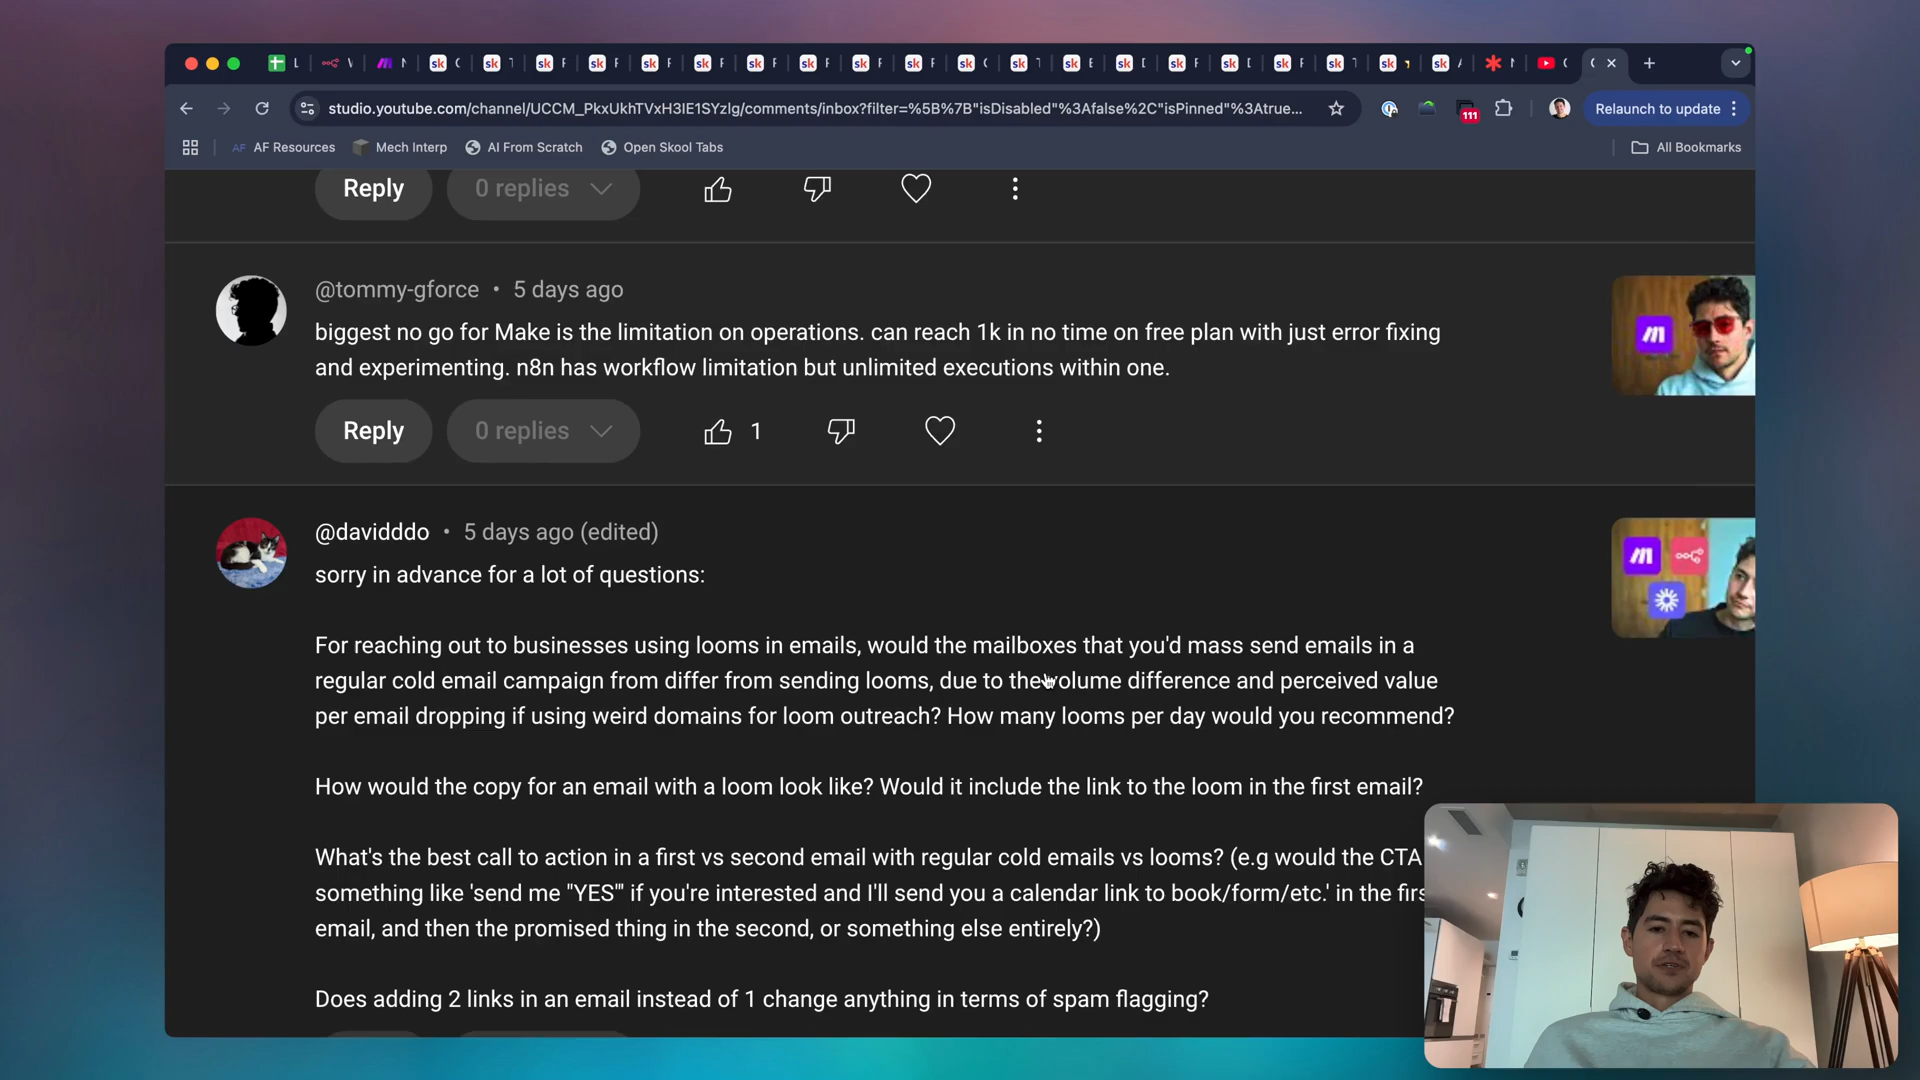 studio.youtube.com/channel/UCCM_PkxUkhTVxH3IE1SYzlg/comments/inbox?filter=%5B%7B"isDisabled"%3Afalse%2C"isPinned"%3Atrue...
111
Relaunch to update
AF Resources
Mech Interp
AI From Scratch
Open Skool Tabs
All Bookmarks
Reply
0 replies
@tommy-gforce • 5 days ago
biggest no go for Make is the limitation on operations. can reach 1k in no time on free plan with just error fixing
and experimenting. n8n has workflow limitation but unlimited executions within one.
Reply
0 replies
1
@davidddo • 5 days ago (edited)
sorry in advance for a lot of questions:
For reaching out to businesses using looms in emails, would the mailboxes that you'd mass send emails in a
regular cold email campaign from differ from sending looms, due to the volume difference and perceived value
per email dropping if using weird domains for loom outreach? How many looms per day would you recommend?
How would the copy for an email with a loom look like? Would it include the link to the loom in the first email?
What's the best call to action in a first vs second email with regular cold emails vs looms? (e.g would the CTA
something like 'send me "YES"' if you're interested and I'll send you a calendar link to book/form/etc.' in the
email, and then the promised thing in the second, or something else entirely?)
Does adding 2 links in an email instead of 1 change anything in terms of spam flagging?